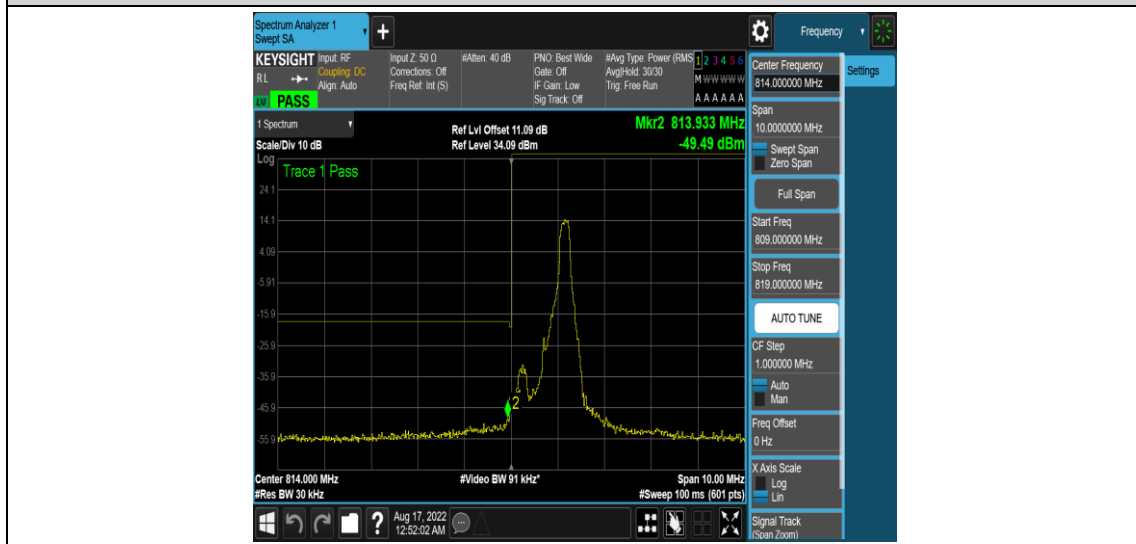 Spectrum Analyzer 1
Swept SA
+
Frequency
KEYSIGHT
RL
LXI
PASS
Input: RF
Coupling: DC
Align: Auto
Input Z: 50 Ω
Corrections: Off
Freq Ref: Int (S)
#Atten: 40 dB
PNO: Best Wide
Gate: Off
IF Gain: Low
Sig Track: Off
#Avg Type: Power (RMS
Avg|Hold: 30/30
Trig: Free Run
1 2 3 4 5 6
M W W W W W
A A A A A A
1 Spectrum
Scale/Div 10 dB
Ref Lvl Offset 11.09 dB
Ref Level 34.09 dBm
Mkr2 813.933 MHz
-49.49 dBm
Log
Trace 1 Pass
24.1
14.1
4.09
-5.91
-15.9
-25.9
-35.9
-45.9
-55.9
2
Center 814.000 MHz
#Res BW 30 kHz
#Video BW 91 kHz*
Span 10.00 MHz
#Sweep 100 ms (601 pts)
?
Aug 17, 2022
12:52:02 AM
Center Frequency
814.000000 MHz
Settings
Span
10.0000000 MHz
Swept Span
Zero Span
Full Span
Start Freq
809.000000 MHz
Stop Freq
819.000000 MHz
AUTO TUNE
CF Step
1.000000 MHz
Auto
Man
Freq Offset
0 Hz
X Axis Scale
Log
Lin
Signal Track
(Span Zoom)